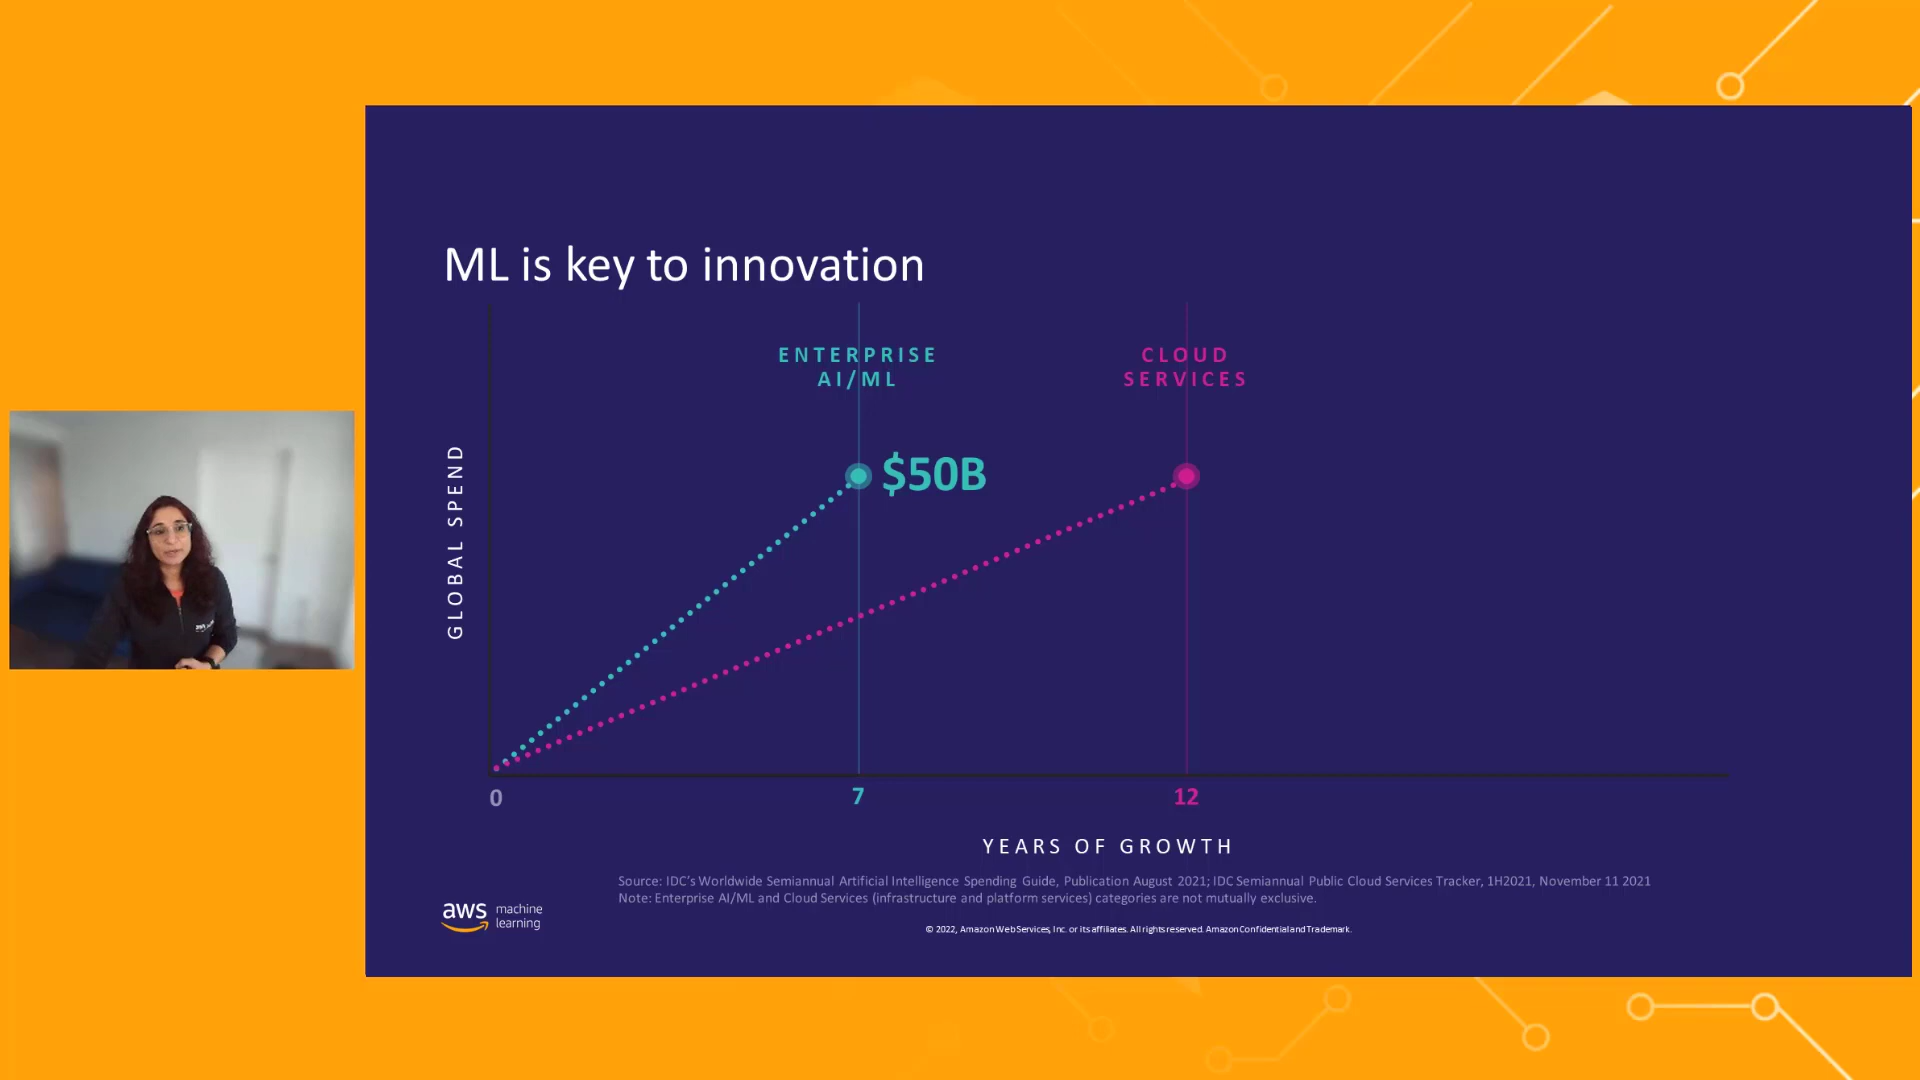 ML is key to innovation
ENTERPRISE
AI/ML
CLOUD
SERVICES
$50B
GLOBAL SPEND
0
7
12
YEARS OF GROWTH
Source: IDC's Worldwide Semiannual Artificial Intelligence Spending Guide, Publication August 2021; IDC Semiannual Public Cloud Services Tracker, 1H2021, November 11 2021
Note: Enterprise AI/ML and Cloud Services (infrastructure and platform services) categories are not mutually exclusive.
aws machine
learning
© 2022, Amazon Web Services, Inc. or its affiliates. All rights reserved. Amazon Confidential and Trademark.